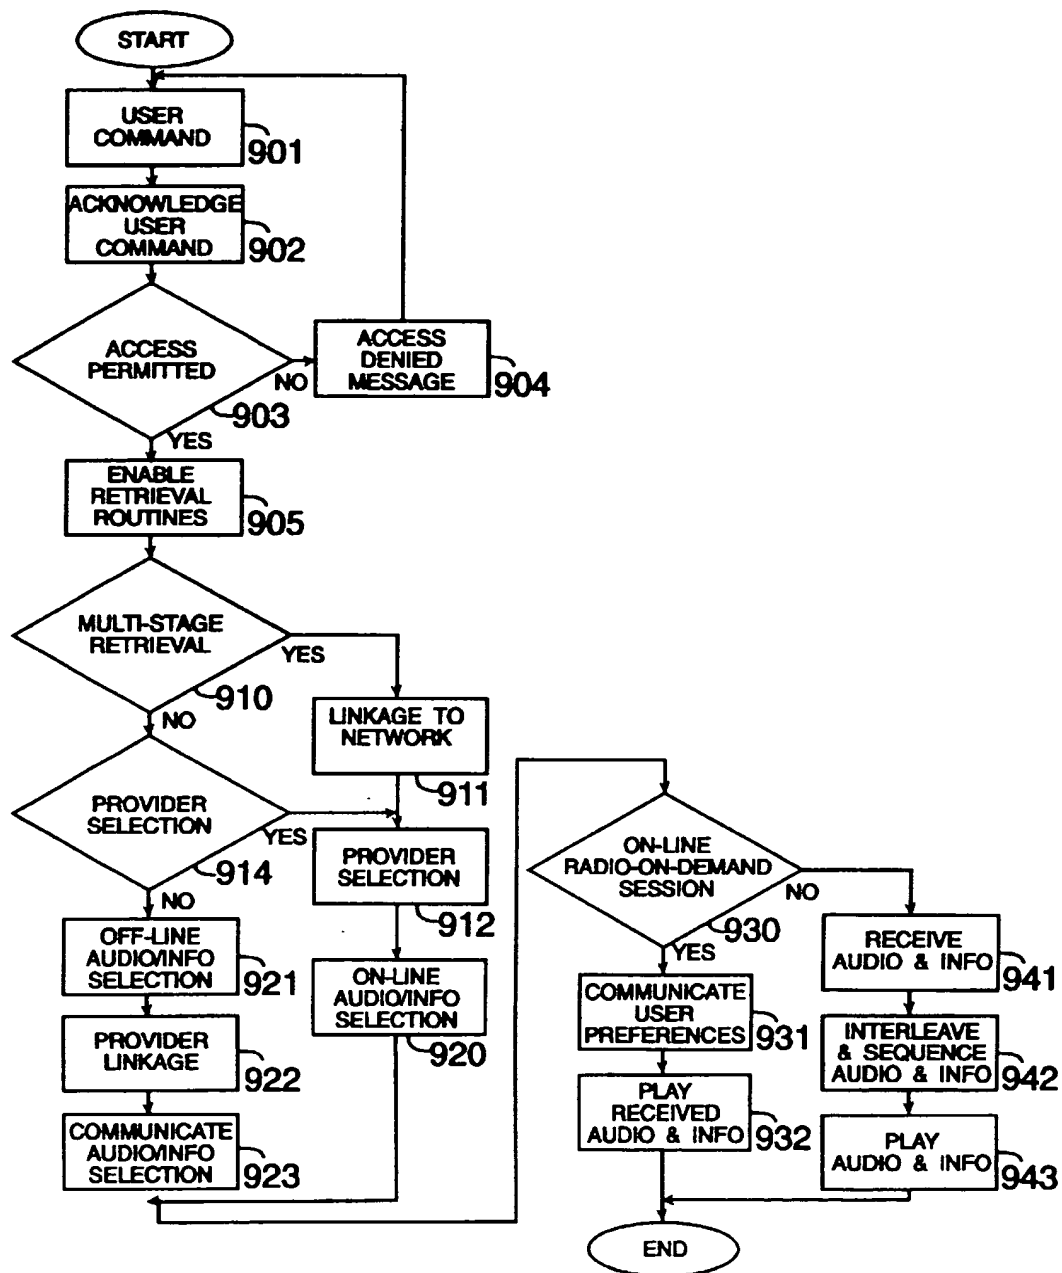 START
USER
COMMAND
901
ACKNOWLEDGE
USER
COMMAND
902
ACCESS
PERMITTED
903
NO
YES
ACCESS
DENIED
MESSAGE
904
ENABLE
RETRIEVAL
ROUTINES
905
MULTI-STAGE
RETRIEVAL
910
YES
NO
LINKAGE TO
NETWORK
911
PROVIDER
SELECTION
914
YES
NO
PROVIDER
SELECTION
912
OFF-LINE
AUDIO/INFO
SELECTION
921
ON-LINE
AUDIO/INFO
SELECTION
920
PROVIDER
LINKAGE
922
COMMUNICATE
AUDIO/INFO
SELECTION
923
ON-LINE
RADIO-ON-DEMAND
SESSION
930
NO
YES
COMMUNICATE
USER
PREFERENCES
931
PLAY
RECEIVED
AUDIO & INFO
932
RECEIVE
AUDIO & INFO
941
INTERLEAVE
& SEQUENCE
AUDIO & INFO
942
PLAY
AUDIO & INFO
943
END